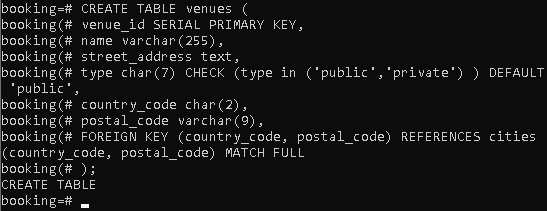 booking=# CREATE TABLE venues (
booking(# venue_id SERIAL PRIMARY KEY,
booking(# name varchar(255),
booking(# street_address text,
booking(# type char(7) CHECK (type in ('public','private') ) DEFAULT
 'public',
booking(# country_code char(2),
booking(# postal_code varchar(9),
booking(# FOREIGN KEY (country_code, postal_code) REFERENCES cities
(country_code, postal_code) MATCH FULL
booking(# );
CREATE TABLE
booking=#